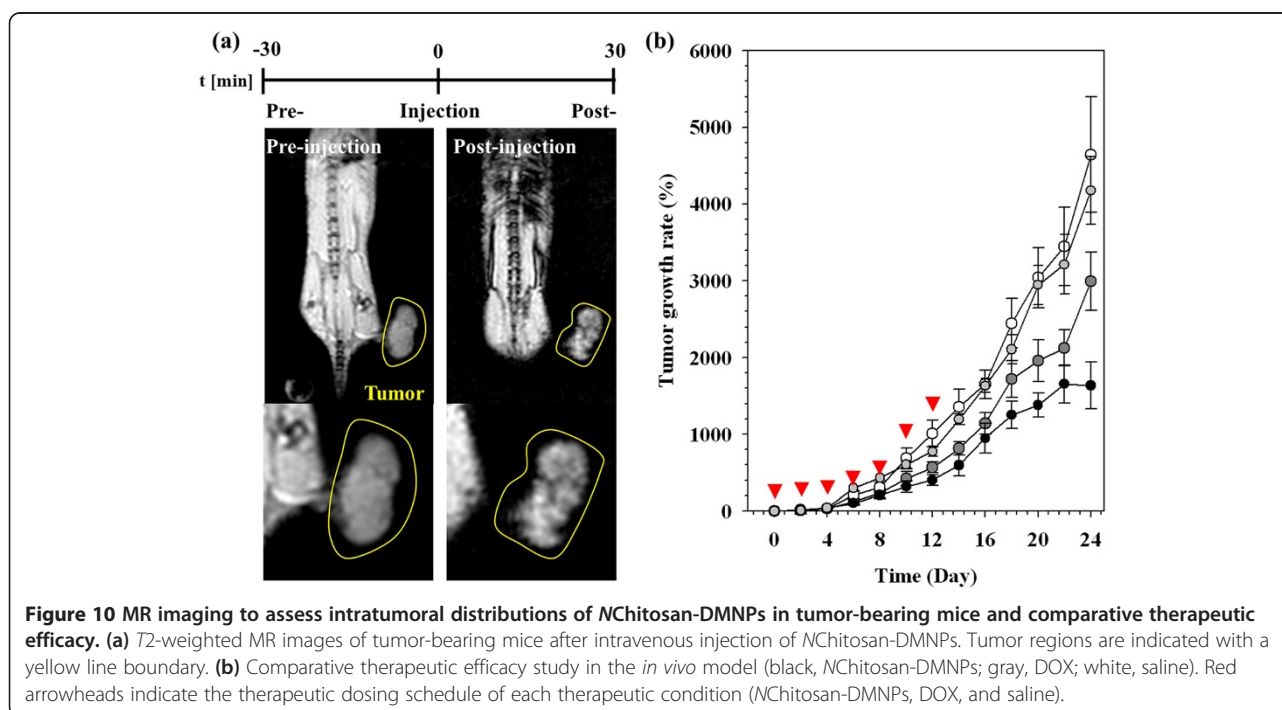 (a)
-30 0 30
t [min]
Pre- Injection Post-
Pre-injection Post-injection
Tumor
(b)
6000
5000
4000
3000
2000
1000
0
Tumor growth rate (%)
0 4 8 12 16 20 24
Time (Day)
Figure 10 MR imaging to assess intratumoral distributions of NChitosan-DMNPs in tumor-bearing mice and comparative therapeutic
efficacy. (a) T2-weighted MR images of tumor-bearing mice after intravenous injection of NChitosan-DMNPs. Tumor regions are indicated with a
yellow line boundary. (b) Comparative therapeutic efficacy study in the in vivo model (black, NChitosan-DMNPs; gray, DOX; white, saline). Red
arrowheads indicate the therapeutic dosing schedule of each therapeutic condition (NChitosan-DMNPs, DOX, and saline).